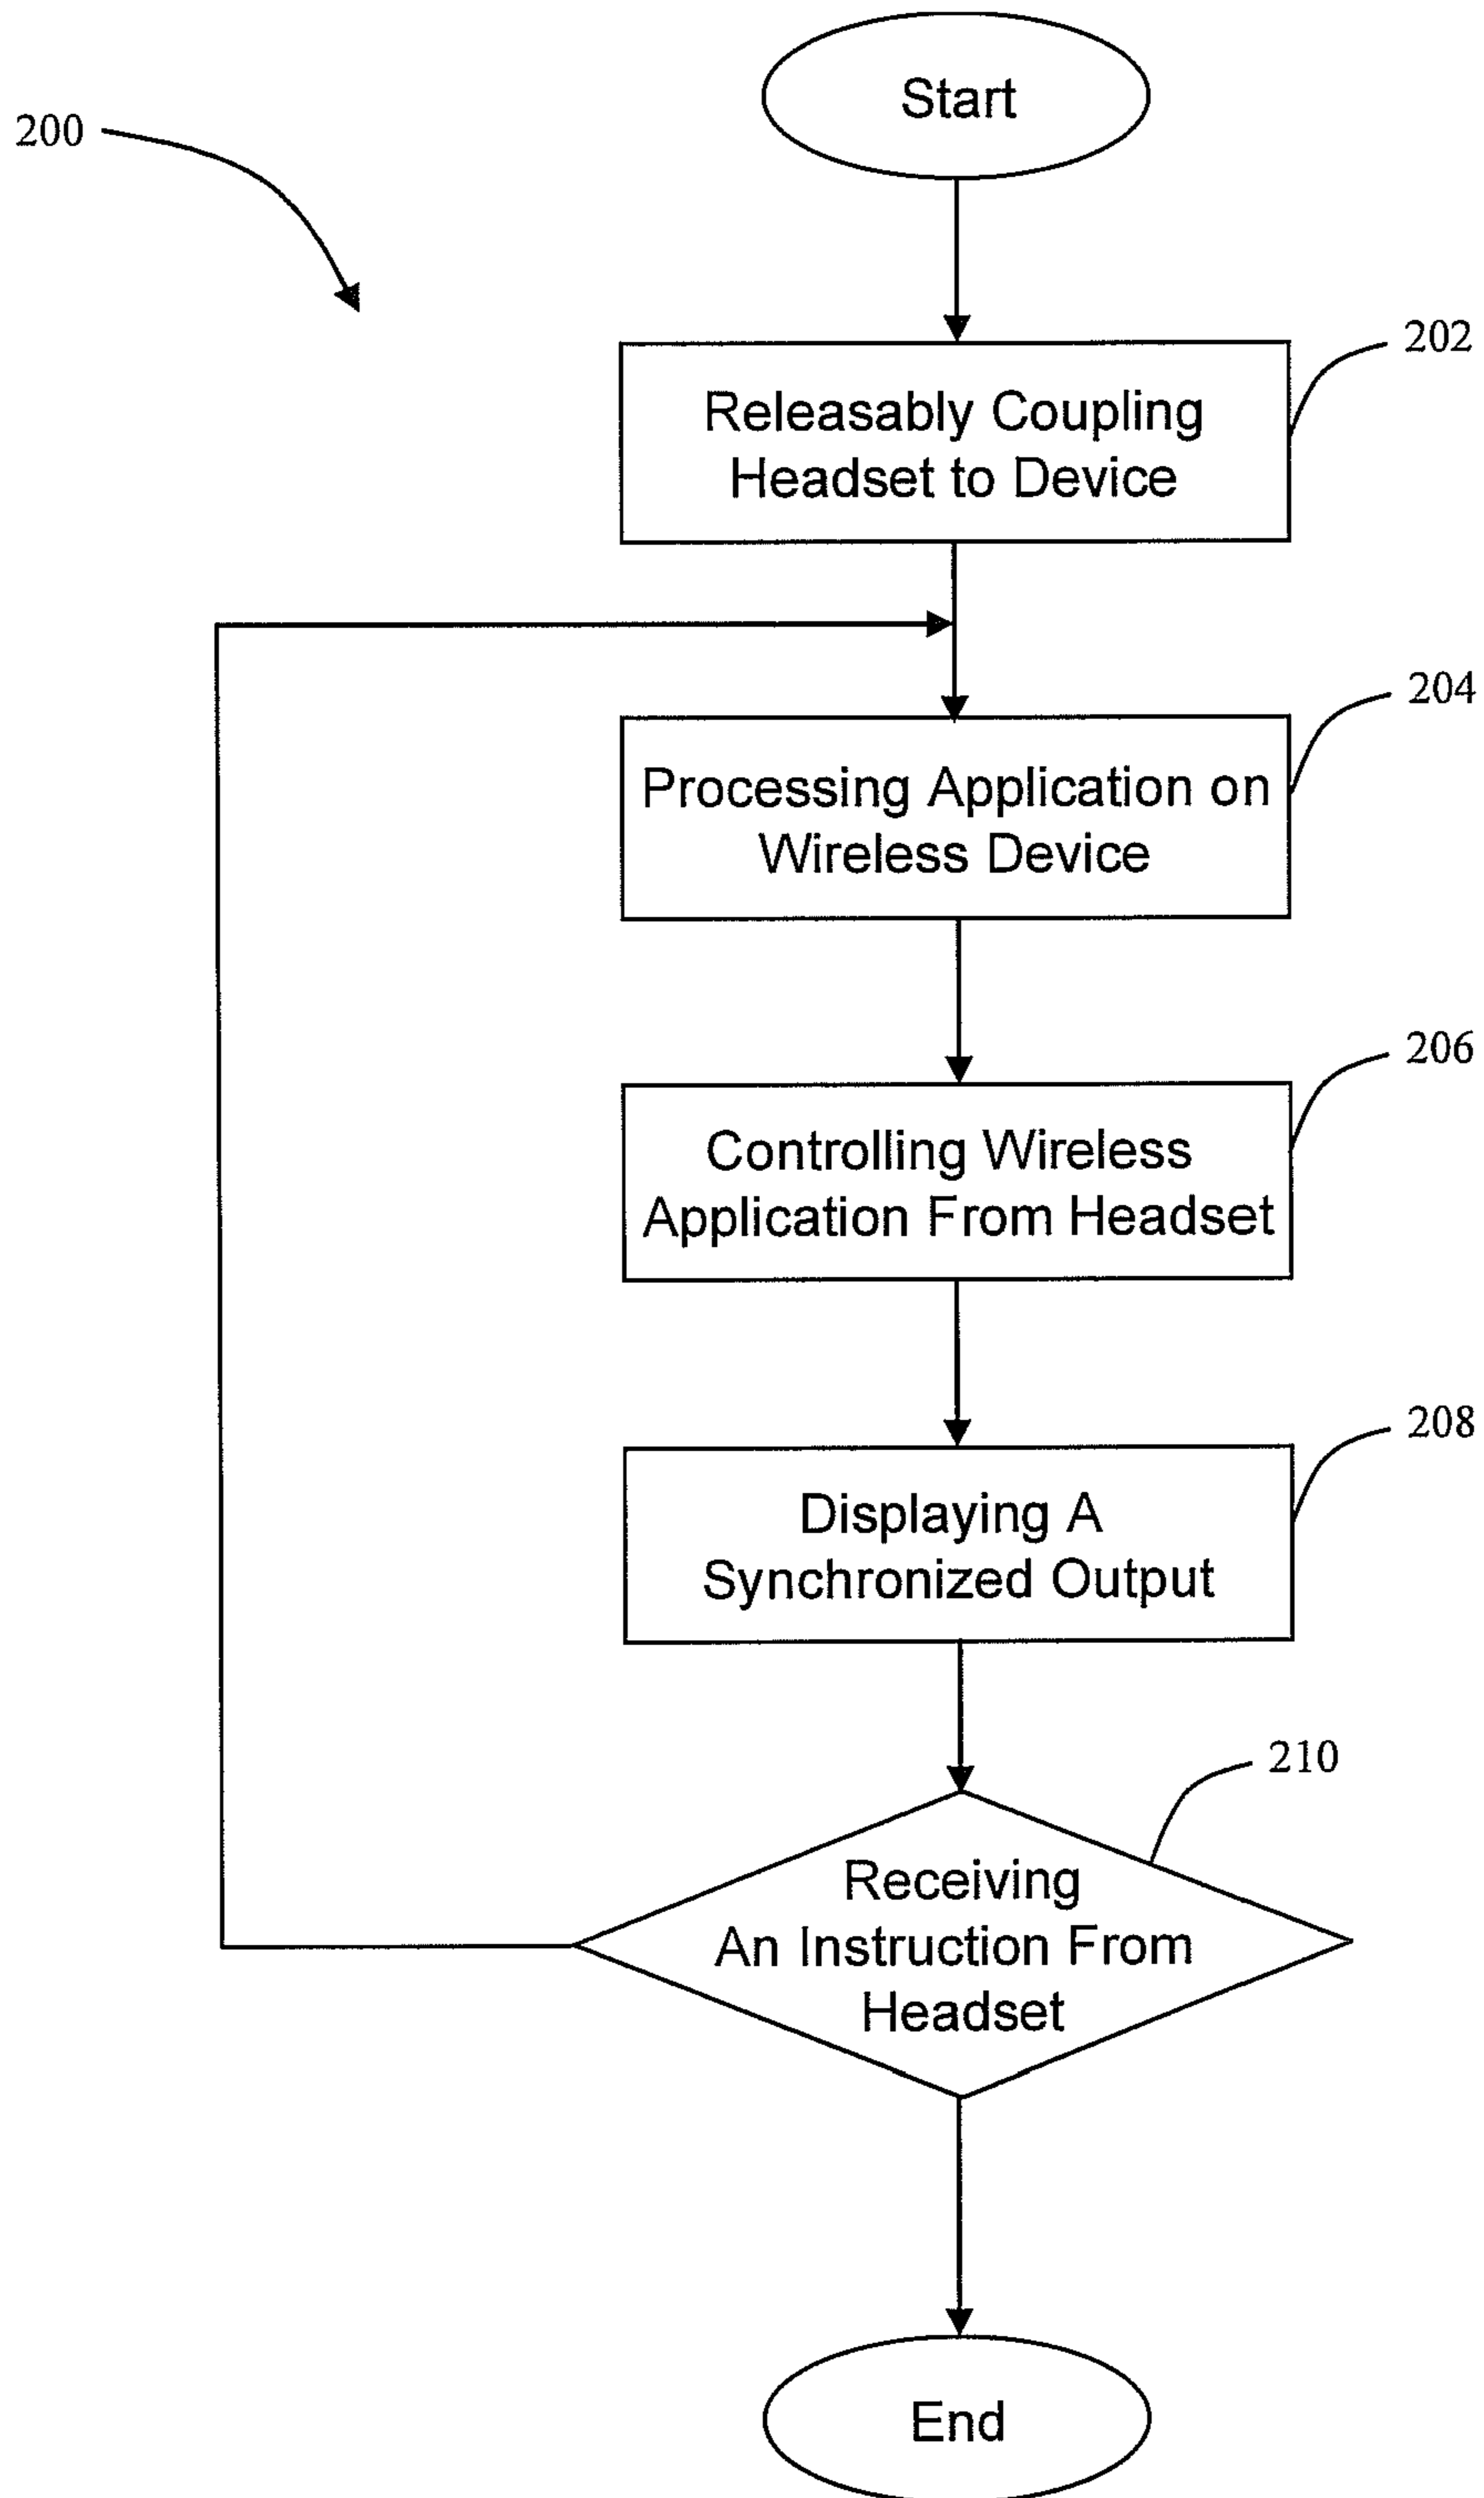 Start
200
202
Releasably Coupling
Headset to Device
204
Processing Application on
Wireless Device
206
Controlling Wireless
Application From Headset
208
Displaying A
Synchronized Output
210
Receiving
An Instruction From
Headset
End